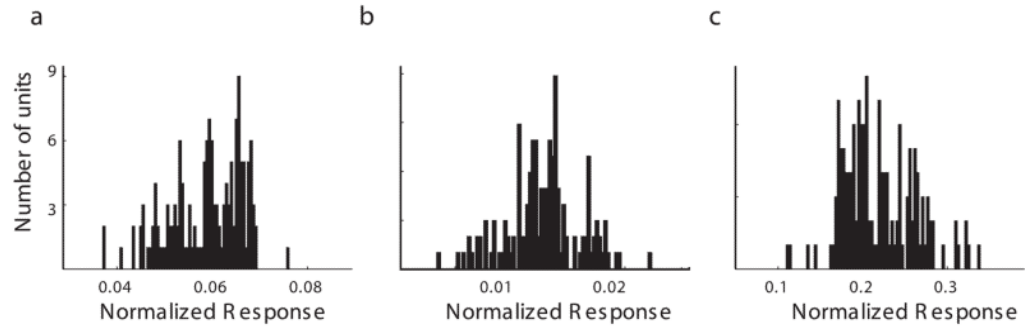 a
b
c
Number of units
9
6
3
0.04 0.06 0.08
0.01 0.02
0.1 0.2 0.3
Normalized Response
Normalized Response
Normalized Response